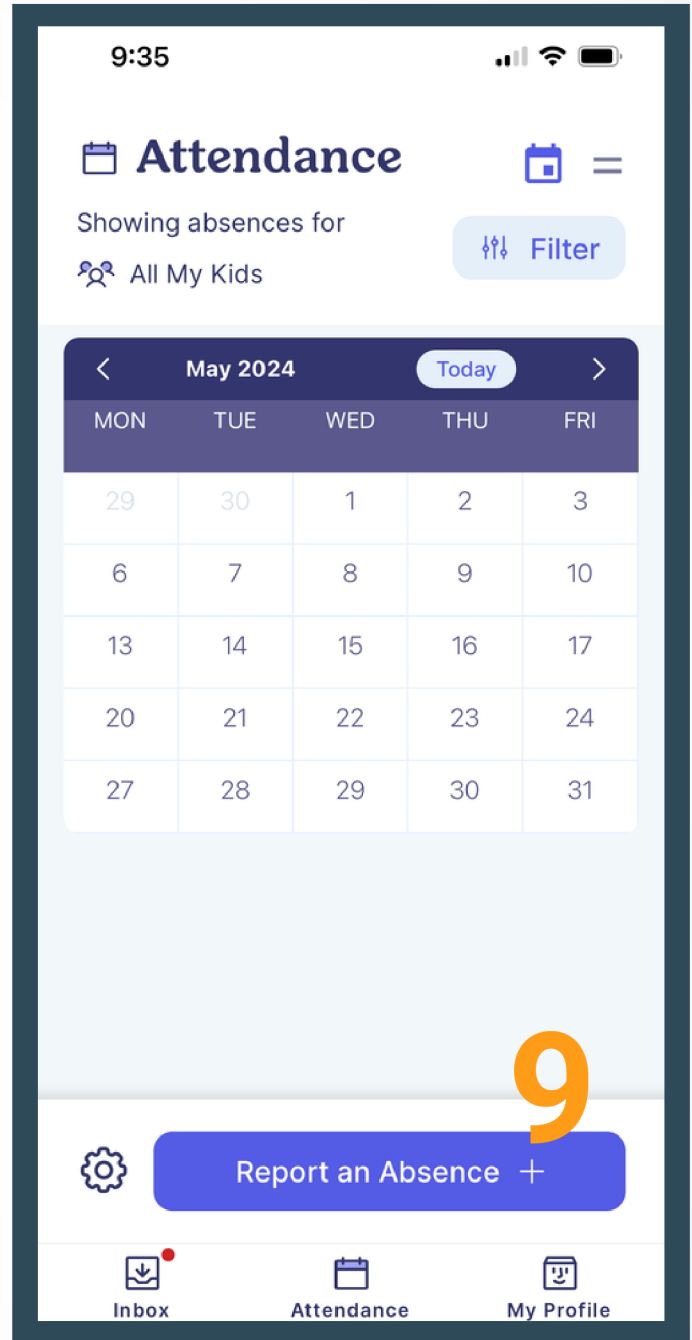 9:35
Attendance
Showing absences for
All My Kids
Filter
May 2024 Today
MON TUE WED THU FRI
29 30 1 2 3
6 7 8 9 10
13 14 15 16 17
20 21 22 23 24
27 28 29 30 31
9
Report an Absence +
Inbox Attendance My Profile